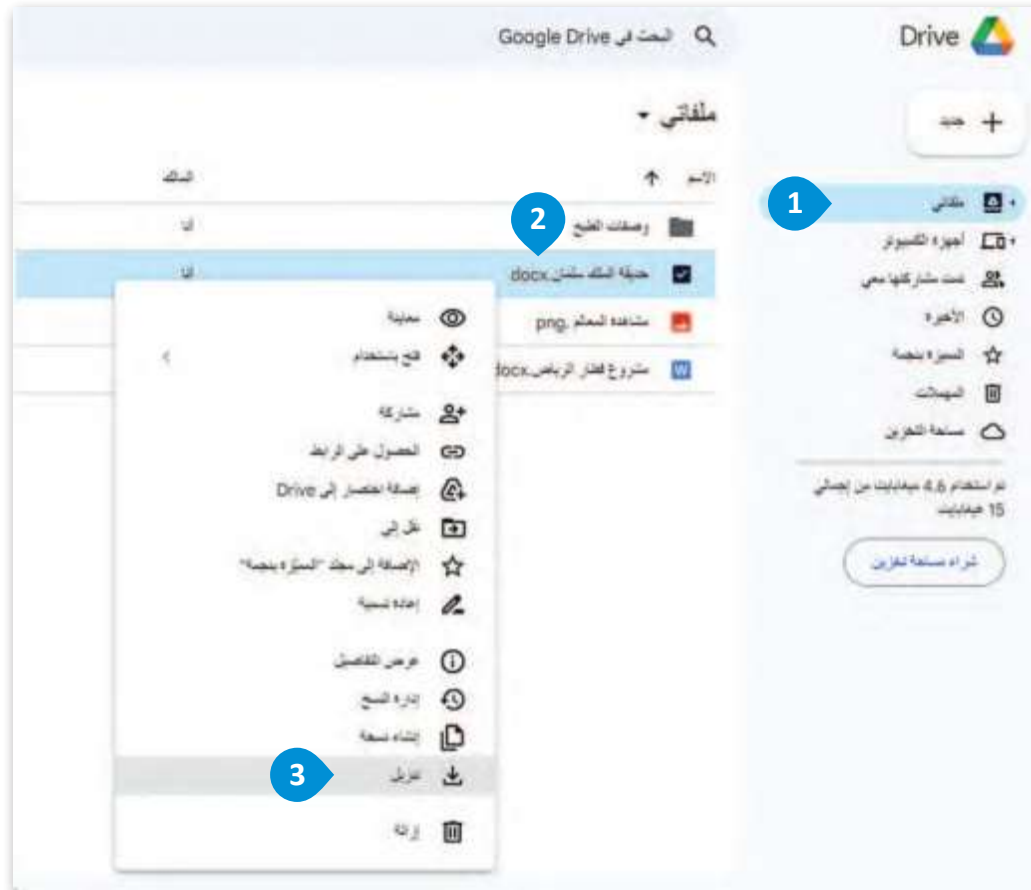 Drive
البحث في Google Drive
جديد
ملفاتي
أجهزة الكمبيوتر
تمت مشاركتها معي
الأخيرة
المميزة بنجمة
المهملات
مساحة التخزين
تم استخدام 4.6 ميغابايت من إجمالي
15 غيغابايت
شراء مساحة تخزين
1
ملفاتي
الاسم
المالك
وصفات الطبخ
أنا
2
حديقة الملك سلمان.docx
أنا
مشاهدة المعالم .png
مشروع قطار الرياض.docx
معاينة
فتح باستخدام
مشاركة
الحصول على الرابط
إضافة اختصار إلى Drive
نقل إلى
الإضافة إلى مجلد "المميّزة بنجمة"
إعادة تسمية
عرض التفاصيل
إدارة النسخ
إنشاء نسخة
تنزيل
3
إزالة